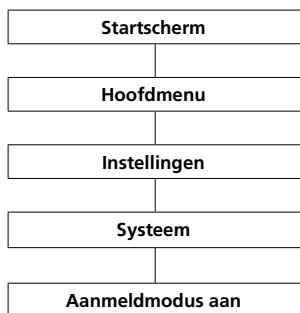 Startscherm
Hoofdmenu
Instellingen
Systeem
Aanmeldmodus aan